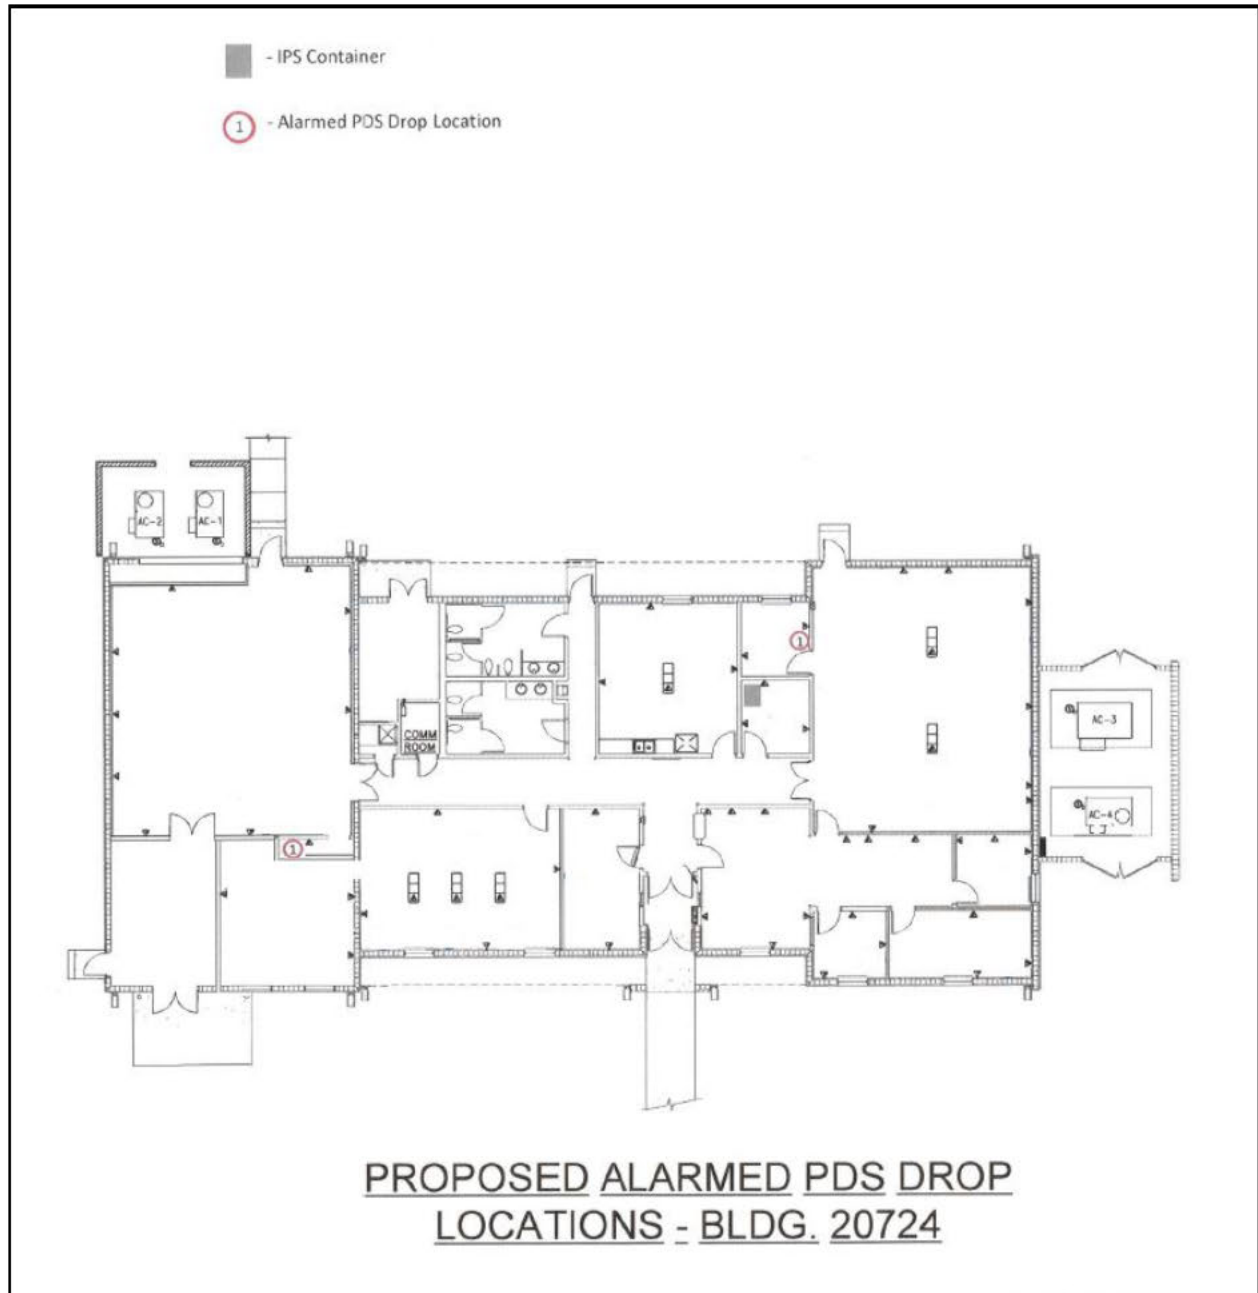 - IPS Container
1 - Alarmed PDS Drop Location
AC-2
AC-1
1
COMM
ROOM
AC-3
AC-4
1
PROPOSED ALARMED PDS DROP
LOCATIONS - BLDG. 20724